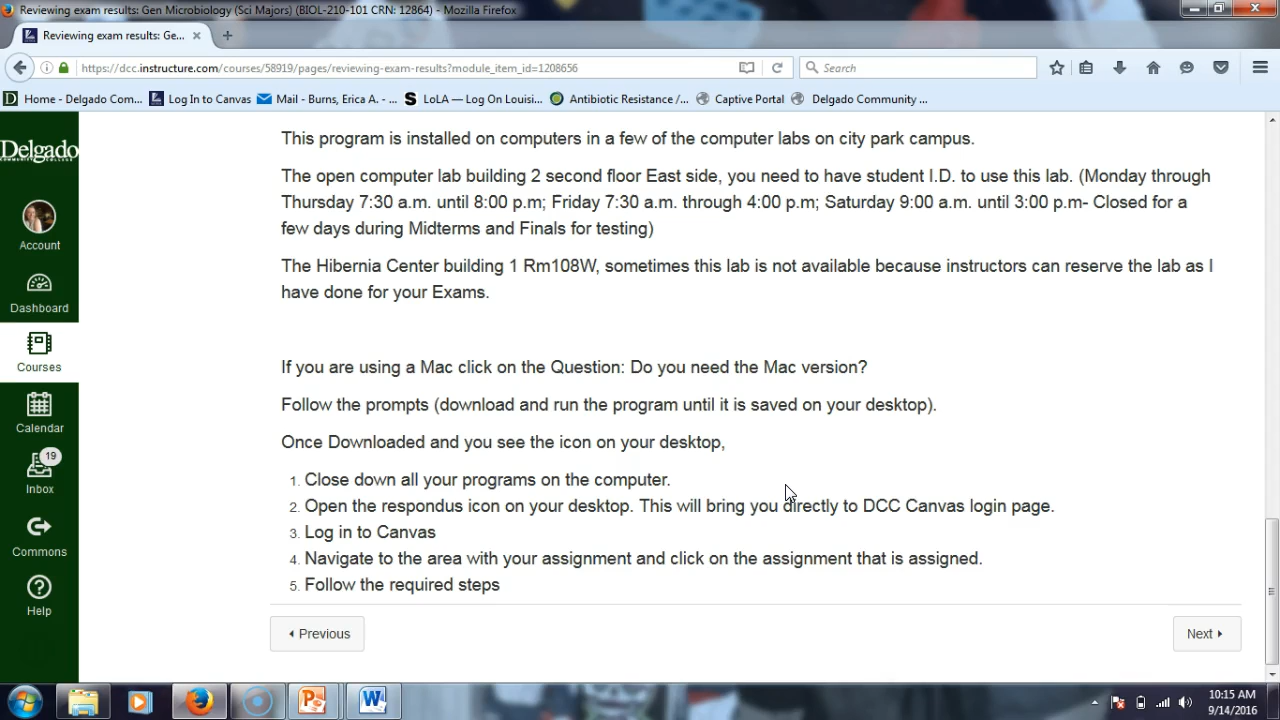 Reviewing exam results: Gen Microbiology (Sci Majors) (BIOL-210-101 CRN: 12864) - Mozilla Firefox
Reviewing exam results: Ge...
https://dcc.instructure.com/courses/58919/pages/reviewing-exam-results?module_item_id=1208656
Search
Home - Delgado Com... Log In to Canvas Mail - Burns, Erica A. - ... LoLA — Log On Louisi... Antibiotic Resistance /... Captive Portal Delgado Community ...
Delgado
COMMUNITY COLLEGE
Account
Dashboard
Courses
Calendar
19
Inbox
Commons
Help
This program is installed on computers in a few of the computer labs on city park campus.
The open computer lab building 2 second floor East side, you need to have student I.D. to use this lab. (Monday through
Thursday 7:30 a.m. until 8:00 p.m; Friday 7:30 a.m. through 4:00 p.m; Saturday 9:00 a.m. until 3:00 p.m- Closed for a
few days during Midterms and Finals for testing)
The Hibernia Center building 1 Rm108W, sometimes this lab is not available because instructors can reserve the lab as I
have done for your Exams.
If you are using a Mac click on the Question: Do you need the Mac version?
Follow the prompts (download and run the program until it is saved on your desktop).
Once Downloaded and you see the icon on your desktop,
1. Close down all your programs on the computer.
2. Open the respondus icon on your desktop. This will bring you directly to DCC Canvas login page.
3. Log in to Canvas
4. Navigate to the area with your assignment and click on the assignment that is assigned.
5. Follow the required steps
Previous
Next
10:15 AM
9/14/2016